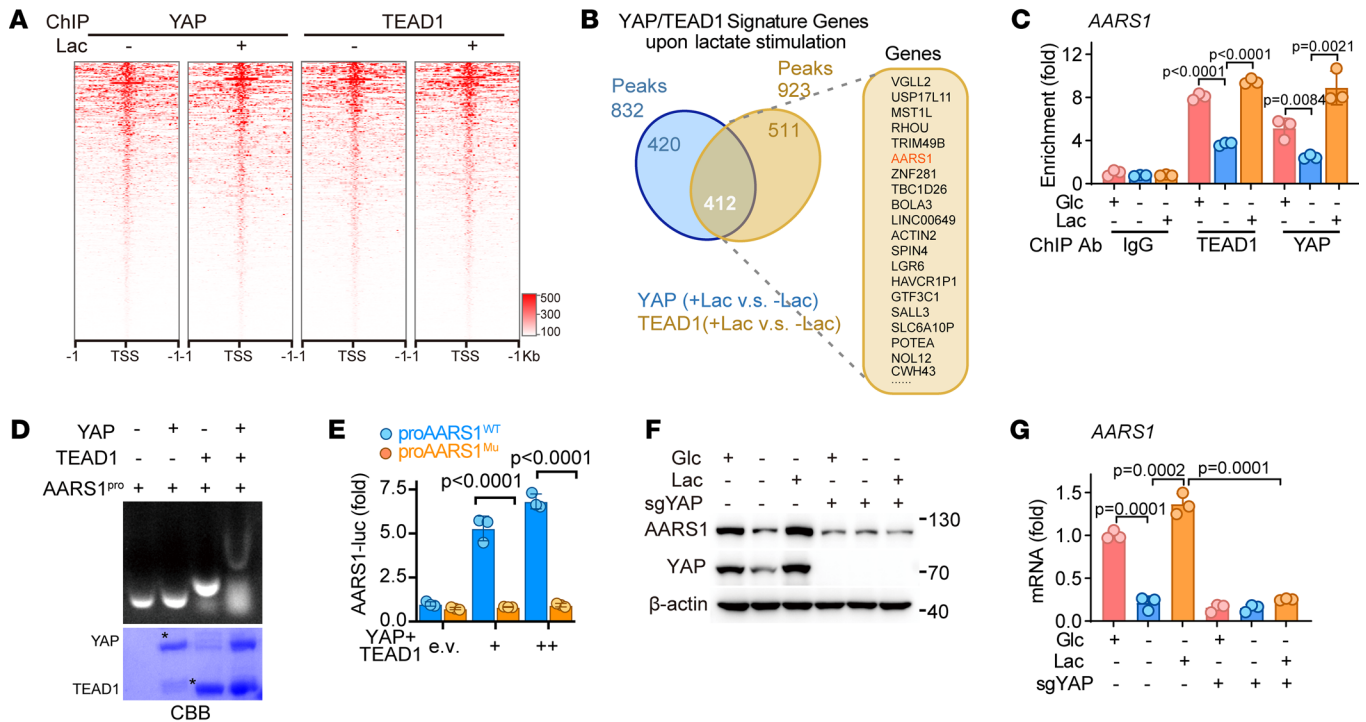 A
ChIP YAP TEAD1
Lac - + - +
-1 TSS -1-1 TSS -1-1 TSS -1-1 TSS -1Kb
500
300
100
B
YAP/TEAD1 Signature Genes
upon lactate stimulation
Peaks
832
Peaks
923
420
511
412
YAP (+Lac v.s. -Lac)
TEAD1(+Lac v.s. -Lac)
Genes
VGLL2
USP17L11
MST1L
RHOU
TRIM49B
AARS1
ZNF281
TBC1D26
BOLA3
LINC00649
ACTIN2
SPIN4
LGR6
HAVCR1P1
GTF3C1
SALL3
SLC6A10P
POTEA
NOL12
CWH43
......
C
AARS1
Enrichment (fold)
12
8
4
0
p<0.0001
p<0.0001
p=0.0084
p=0.0021
Glc + - - + - - + - -
Lac - - + - - + - - +
ChIP Ab IgG TEAD1 YAP
D
YAP - + - +
TEAD1 - - + +
AARS1pro + + + +
YAP *
TEAD1 *
CBB
E
proAARS1WT
proAARS1Mu
AARS1-luc (fold)
7.5
5.0
2.5
0.0
p<0.0001
p<0.0001
YAP+
TEAD1 e.v. + ++
F
Glc + - - + - -
Lac - - + - - +
sgYAP - - - + + +
AARS1
YAP
β-actin
-130
-70
-40
G
AARS1
mRNA (fold)
1.5
1.0
0.5
0.0
p=0.0001
p=0.0002
p=0.0001
Glc + - - + - -
Lac - - + - - +
sgYAP - - - + + +